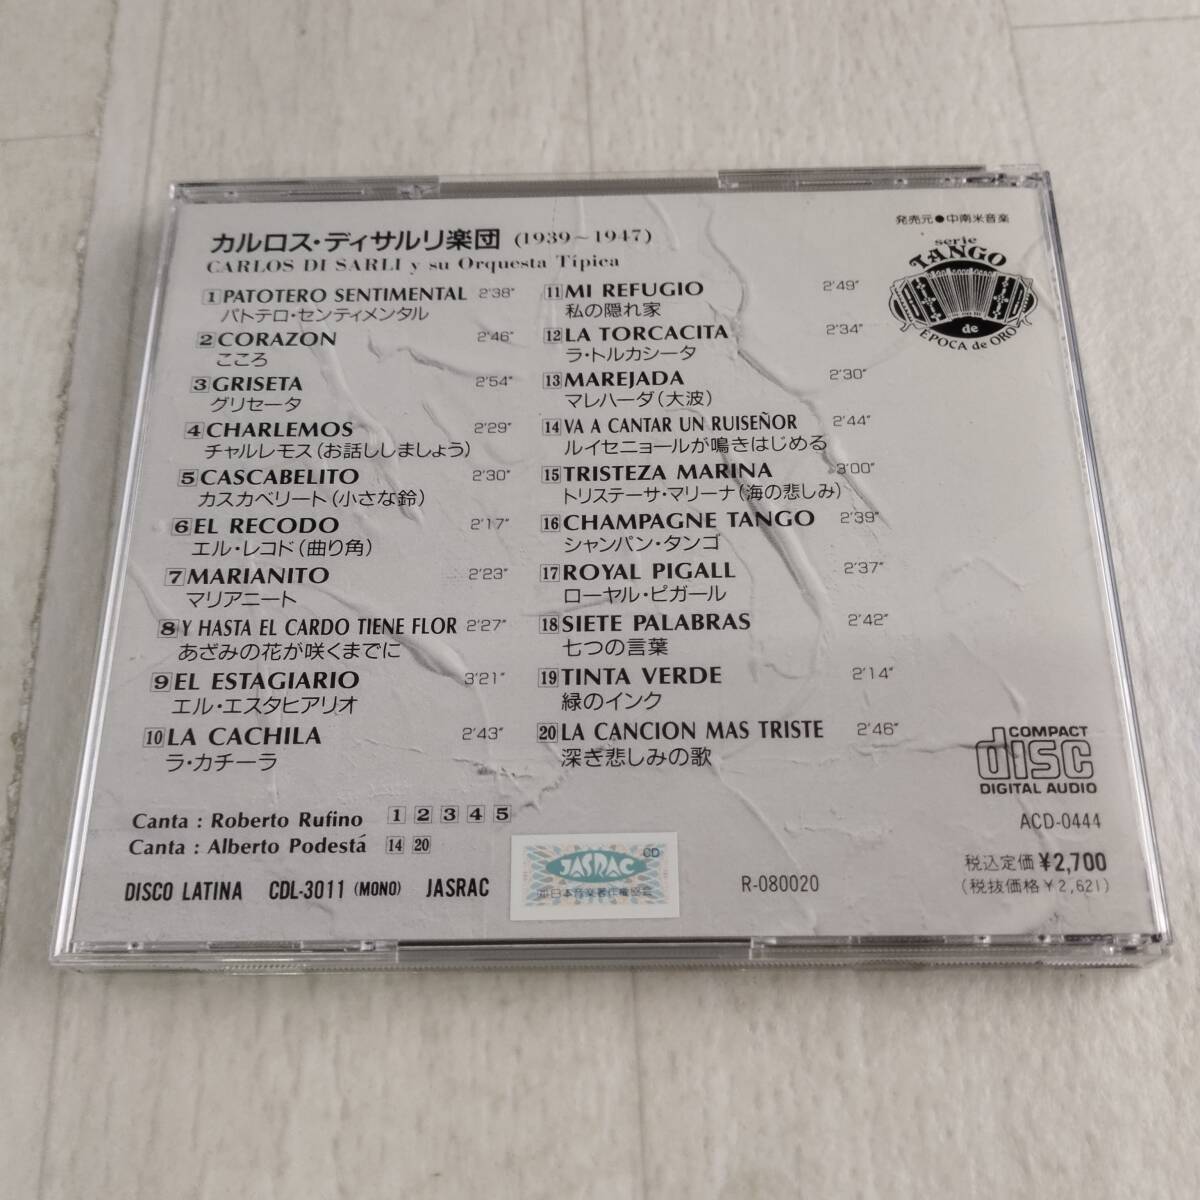 カルロス・ディサルリ楽団 (1939～1947)
CARLOS DI SARLI y su Orquesta Típica
1 PATOTERO SENTIMENTAL 2'38"
パトテロ・センティメンタル
2 CORAZON 2'46"
こころ
3 GRISETA 2'54"
グリセータ
4 CHARLEMOS 2'29"
チャルレモス(お話ししましょう)
5 CASCABELITO 2'30"
カスカベリート(小さな鈴)
6 EL RECODO 2'17"
エル・レコド(曲り角)
7 MARIANITO 2'23"
マリアニート
8 Y HASTA EL CARDO TIENE FLOR 2'27"
あざみの花が咲くまでに
9 EL ESTAGIARIO 3'21"
エル・エスタヒアリオ
10 LA CACHILA 2'43"
ラ・カチーラ
11 MI REFUGIO 2'49"
私の隠れ家
12 LA TORCACITA 2'34"
ラ・トルカシータ
13 MAREJADA 2'30"
マレハーダ(大波)
14 VA A CANTAR UN RUISEÑOR 2'44"
ルイセニョールが鳴きはじめる
15 TRISTEZA MARINA 3'00"
トリステーサ・マリーナ(海の悲しみ)
16 CHAMPAGNE TANGO 2'39"
シャンパン・タンゴ
17 ROYAL PIGALL 2'37"
ローヤル・ピガール
18 SIETE PALABRAS 2'42"
七つの言葉
19 TINTA VERDE 2'14"
緑のインク
20 LA CANCION MAS TRISTE 2'46"
深き悲しみの歌
発売元●中南米音楽
serie
TANGO
de
EPOCA de ORO
Canta : Roberto Rufino 1 2 3 4 5
Canta : Alberto Podestá 14 20
DISCO LATINA CDL-3011 (MONO) JASRAC
CD
JASRAC
日本音楽著作権協会
R-080020
COMPACT
disc
DIGITAL AUDIO
ACD-0444
税込定価¥2,700
(税抜価格¥2,621)